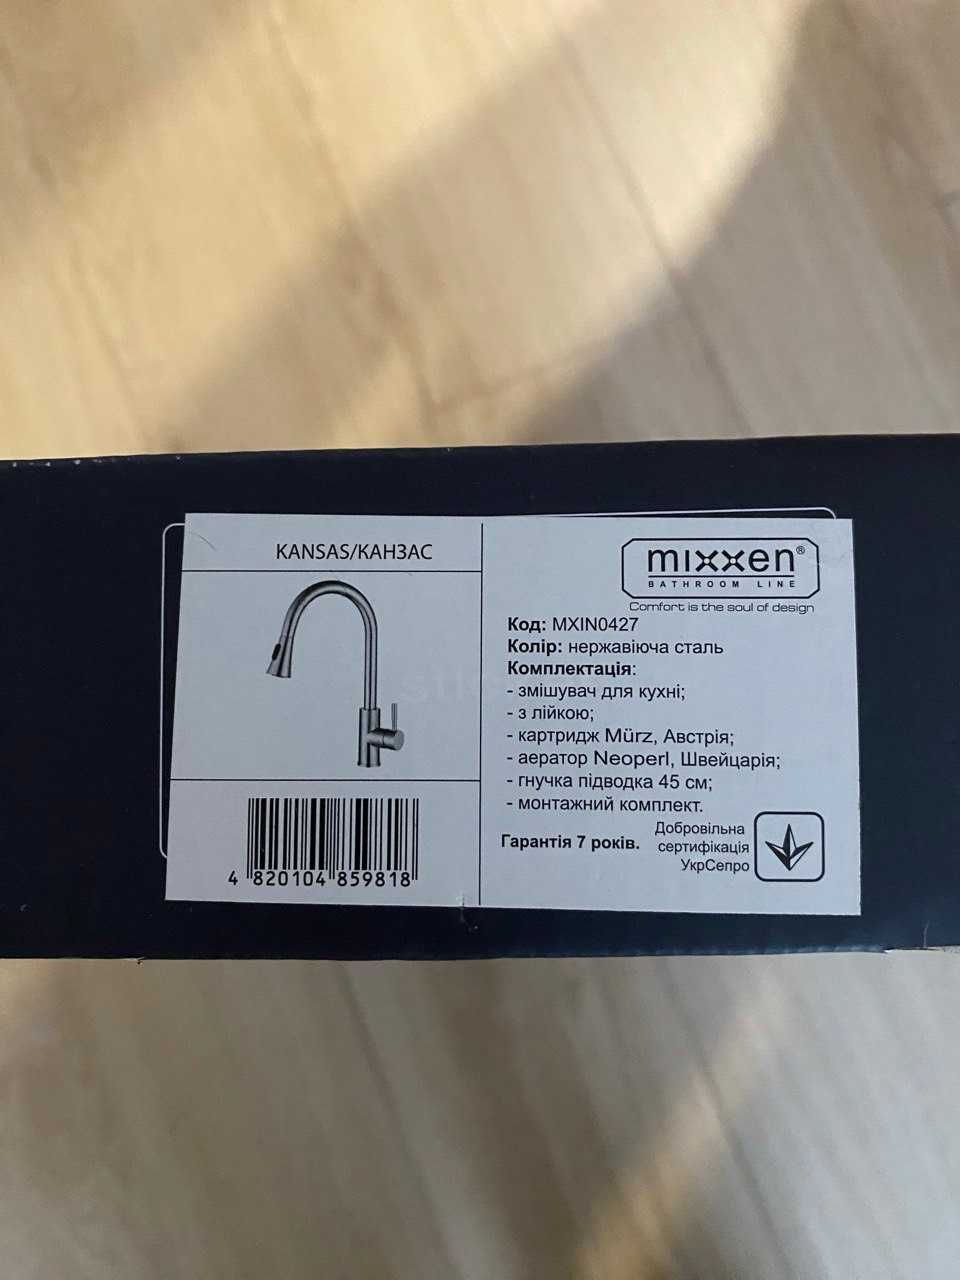 KANSAS/КАНЗАС
4 820104 859818
mixxen®
BATHROOM LINE
Comfort is the soul of design
Код: MXIN0427
Колір: нержавіюча сталь
Комплектація:
- змішувач для кухні;
- з лійкою;
- картридж Mürz, Австрія;
- аератор Neoperl, Швейцарія;
- гнучка підводка 45 см;
- монтажний комплект.
Гарантія 7 років.
Добровільна
сертифікація
УкрСепро